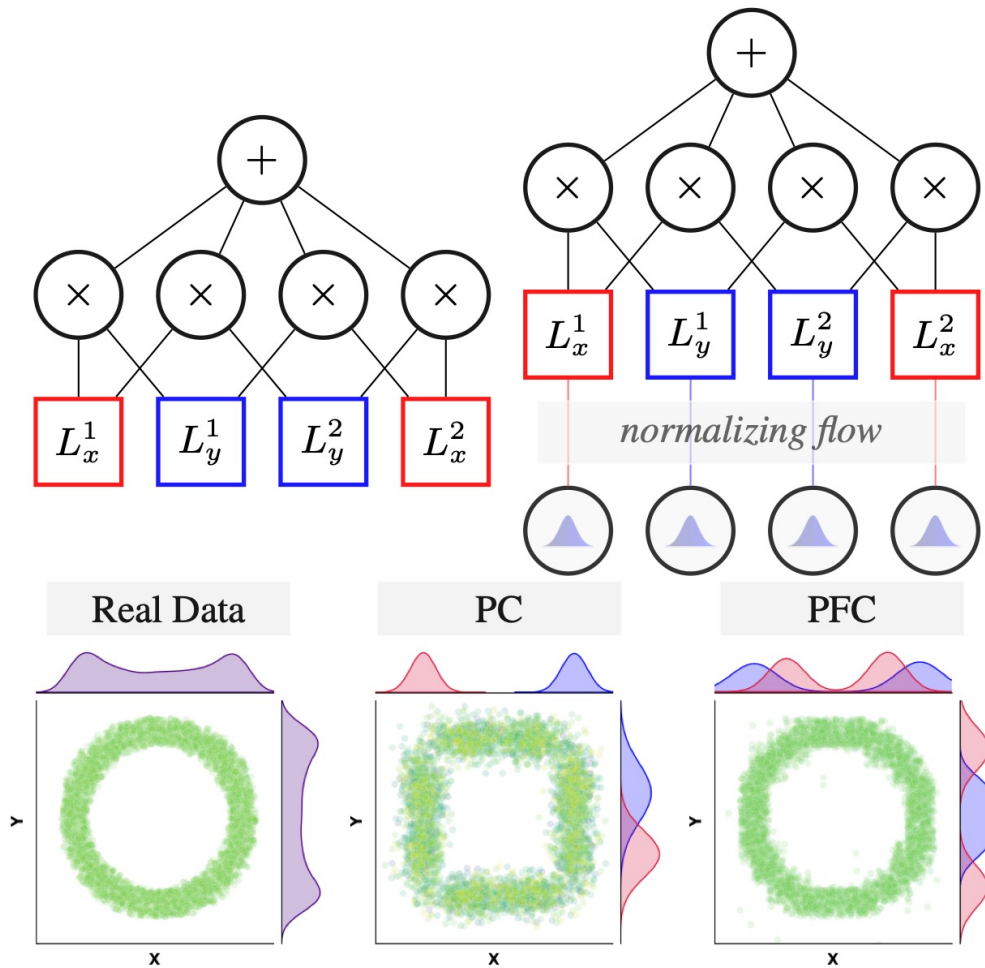 +
× × × ×
L_x^1 L_y^1 L_y^2 L_x^2
+
× × × ×
L_x^1 L_y^1 L_y^2 L_x^2
normalizing flow
Real Data
PC
PFC
Y
X
Y
X
Y
X